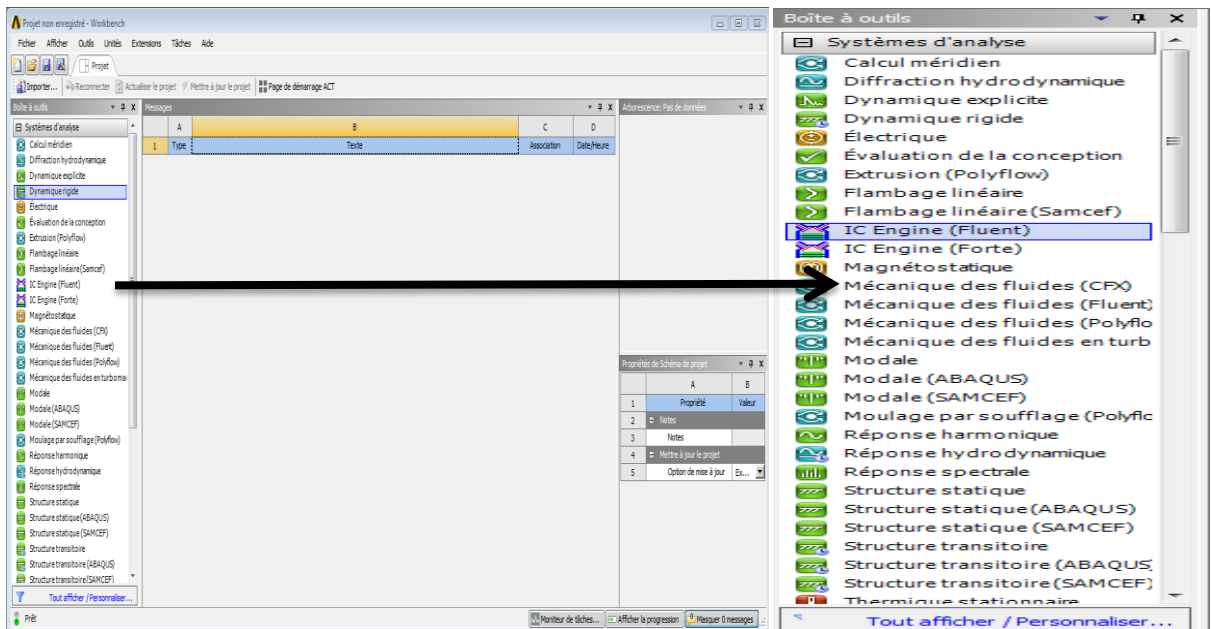 Projet non enregistré - Workbench
Fichier Afficher Outils Unités Extensions Tâches Aide
Projet
Importer... Reconnecter Actualiser le projet Mettre à jour le projet Page de démarrage ACT
Boîte à outils
Systèmes d'analyse
Calcul méridien
Diffraction hydrodynamique
Dynamique explicite
Dynamique rigide
Électrique
Évaluation de la conception
Extrusion (Polyflow)
Flambage linéaire
Flambage linéaire (Samcef)
IC Engine (Fluent)
IC Engine (Forte)
Magnétostatique
Mécanique des fluides (CFX)
Mécanique des fluides (Fluent)
Mécanique des fluides (Polyflow)
Mécanique des fluides en turboma
Modale
Modale (ABAQUS)
Modale (SAMCEF)
Moulage par soufflage (Polyflow)
Réponse harmonique
Réponse hydrodynamique
Réponse spectrale
Structure statique
Structure statique (ABAQUS)
Structure statique (SAMCEF)
Structure transitoire
Structure transitoire (ABAQUS)
Structure transitoire (SAMCEF)
Tout afficher / Personnaliser...
Messages
A B C D
1 Type Texte Association Date/Heure
Arborescence: Pas de données
Propriétés de Schéma de projet
A B
1 Propriété Valeur
2 Notes
3 Notes
4 Mettre à jour le projet
5 Option de mise à jour Ex...
Prêt
Moniteur de tâches... Afficher la progression Masquer 0 messages
Boîte à outils
Systèmes d'analyse
Calcul méridien
Diffraction hydrodynamique
Dynamique explicite
Dynamique rigide
Électrique
Évaluation de la conception
Extrusion (Polyflow)
Flambage linéaire
Flambage linéaire (Samcef)
IC Engine (Fluent)
IC Engine (Forte)
Magnétostatique
Mécanique des fluides (CFX)
Mécanique des fluides (Fluent)
Mécanique des fluides (Polyflo
Mécanique des fluides en turb
Modale
Modale (ABAQUS)
Modale (SAMCEF)
Moulage par soufflage (Polyflc
Réponse harmonique
Réponse hydrodynamique
Réponse spectrale
Structure statique
Structure statique (ABAQUS)
Structure statique (SAMCEF)
Structure transitoire
Structure transitoire (ABAQUS
Structure transitoire (SAMCEF)
Thermique stationnaire
Tout afficher / Personnaliser...